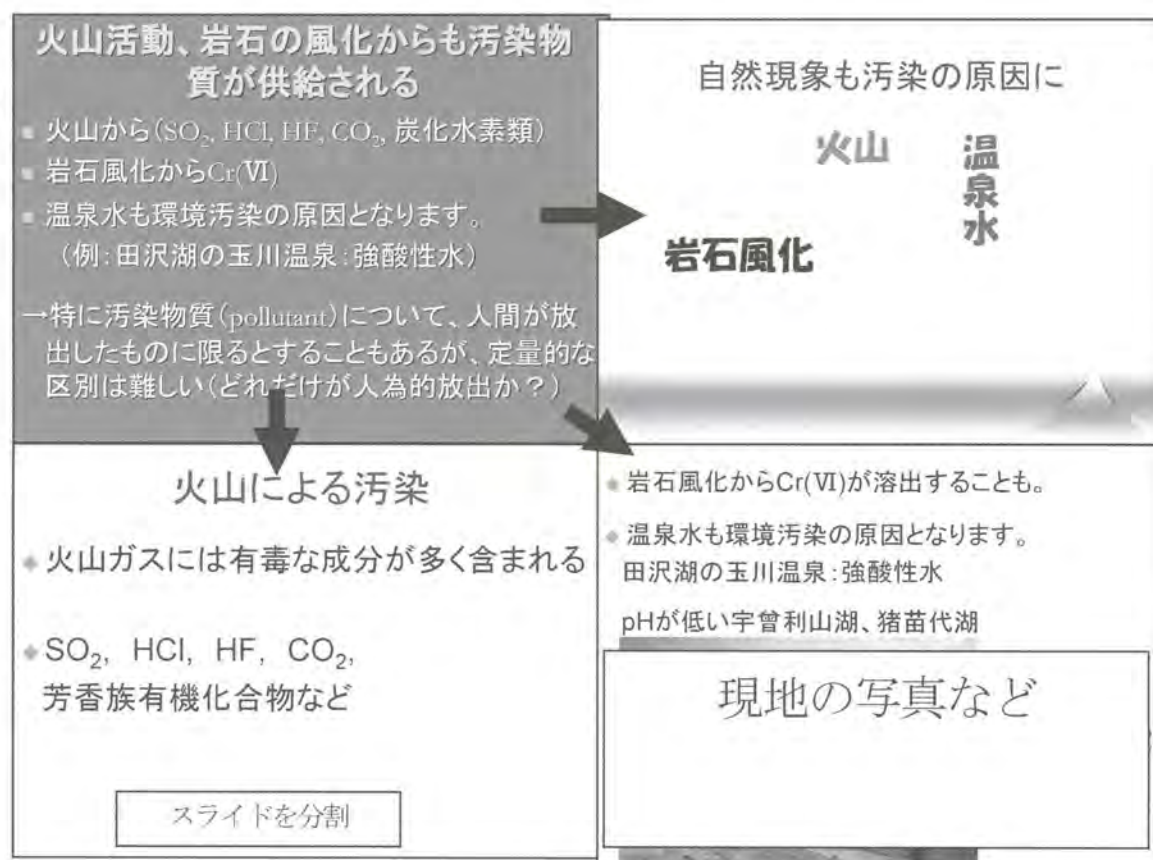 火山活動、岩石の風化からも汚染物
質が供給される
火山から(SO₂, HCl, HF, CO₂, 炭化水素類)
岩石風化からCr(Ⅵ)
温泉水も環境汚染の原因となります。
(例:田沢湖の玉川温泉:強酸性水)
→特に汚染物質(pollutant)について、人間が放
出したものに限るとすることもあるが、定量的な
区別は難しい(どれだけが人為的放出か?)
自然現象も汚染の原因に
火山
温泉水
岩石風化
火山による汚染
火山ガスには有毒な成分が多く含まれる
SO₂, HCl, HF, CO₂,
芳香族有機化合物など
スライドを分割
岩石風化からCr(Ⅵ)が溶出することも。
温泉水も環境汚染の原因となります。
田沢湖の玉川温泉:強酸性水
pHが低い宇曽利山湖、猪苗代湖
現地の写真など